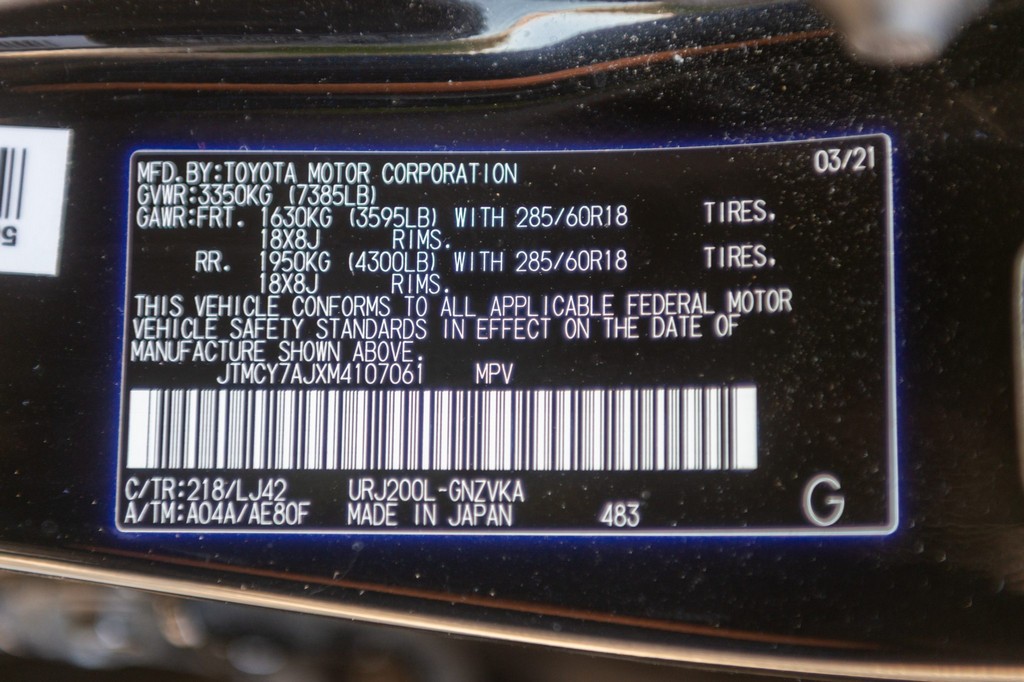 03/21
MFD.BY:TOYOTA MOTOR CORPORATION
GVWR:3350KG (7385LB)
GAWR:FRT. 1630KG (3595LB) WITH 285/60R18 TIRES,
18X8J RIMS.
RR. 1950KG (4300LB) WITH 285/60R18 TIRES,
18X8J RIMS.
THIS VEHICLE CONFORMS TO ALL APPLICABLE FEDERAL MOTOR
VEHICLE SAFETY STANDARDS IN EFFECT ON THE DATE OF
MANUFACTURE SHOWN ABOVE.
JTMCY7AJXM4107061 MPV
C/TR:218/LJ42 URJ200L-GNZVKA
A/TM:A04A/AE80F MADE IN JAPAN 483 G